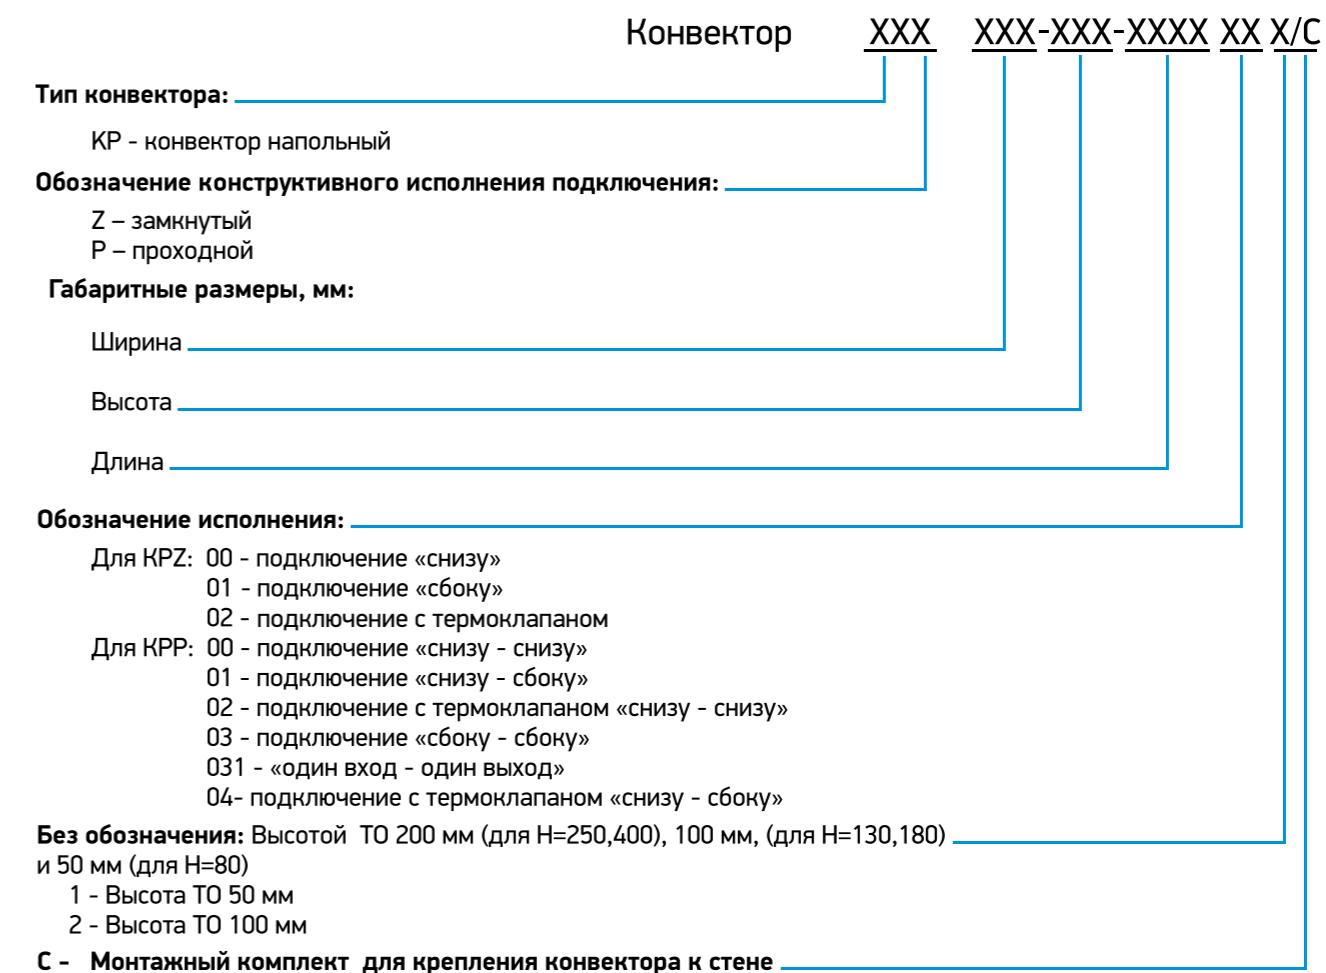 Конвектор XXX XXX-XXX-XXXX XX X/C
Тип конвектора:
КР - конвектор напольный
Обозначение конструктивного исполнения подключения:
Z – замкнутый
P – проходной
Габаритные размеры, мм:
Ширина
Высота
Длина
Обозначение исполнения:
Для КPZ: 00 - подключение «снизу»
01 - подключение «сбоку»
02 - подключение с термоклапаном
Для КPP: 00 - подключение «снизу - снизу»
01 - подключение «снизу - сбоку»
02 - подключение с термоклапаном «снизу - снизу»
03 - подключение «сбоку - сбоку»
031 - «один вход - один выход»
04- подключение с термоклапаном «снизу - сбоку»
Без обозначения: Высотой ТО 200 мм (для H=250,400), 100 мм, (для H=130,180)
и 50 мм (для H=80)
1 - Высота ТО 50 мм
2 - Высота ТО 100 мм
С - Монтажный комплект для крепления конвектора к стене